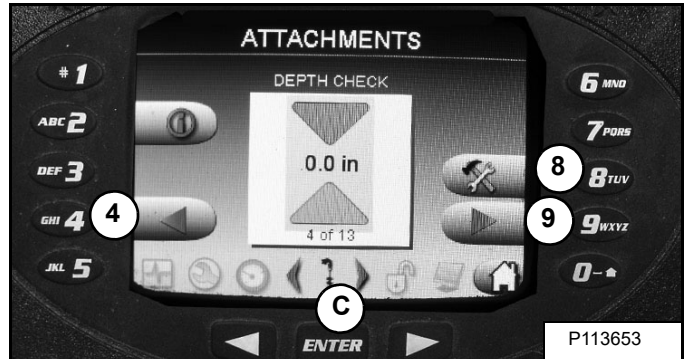 ATTACHMENTS
DEPTH CHECK
# 1
ABC 2
DEF 3
GHI 4
JKL 5
4
0.0 in
4 of 13
6 MNO
7 PQRS
8 TUV
9 WXYZ
0-
8
9
C
ENTER
P113653